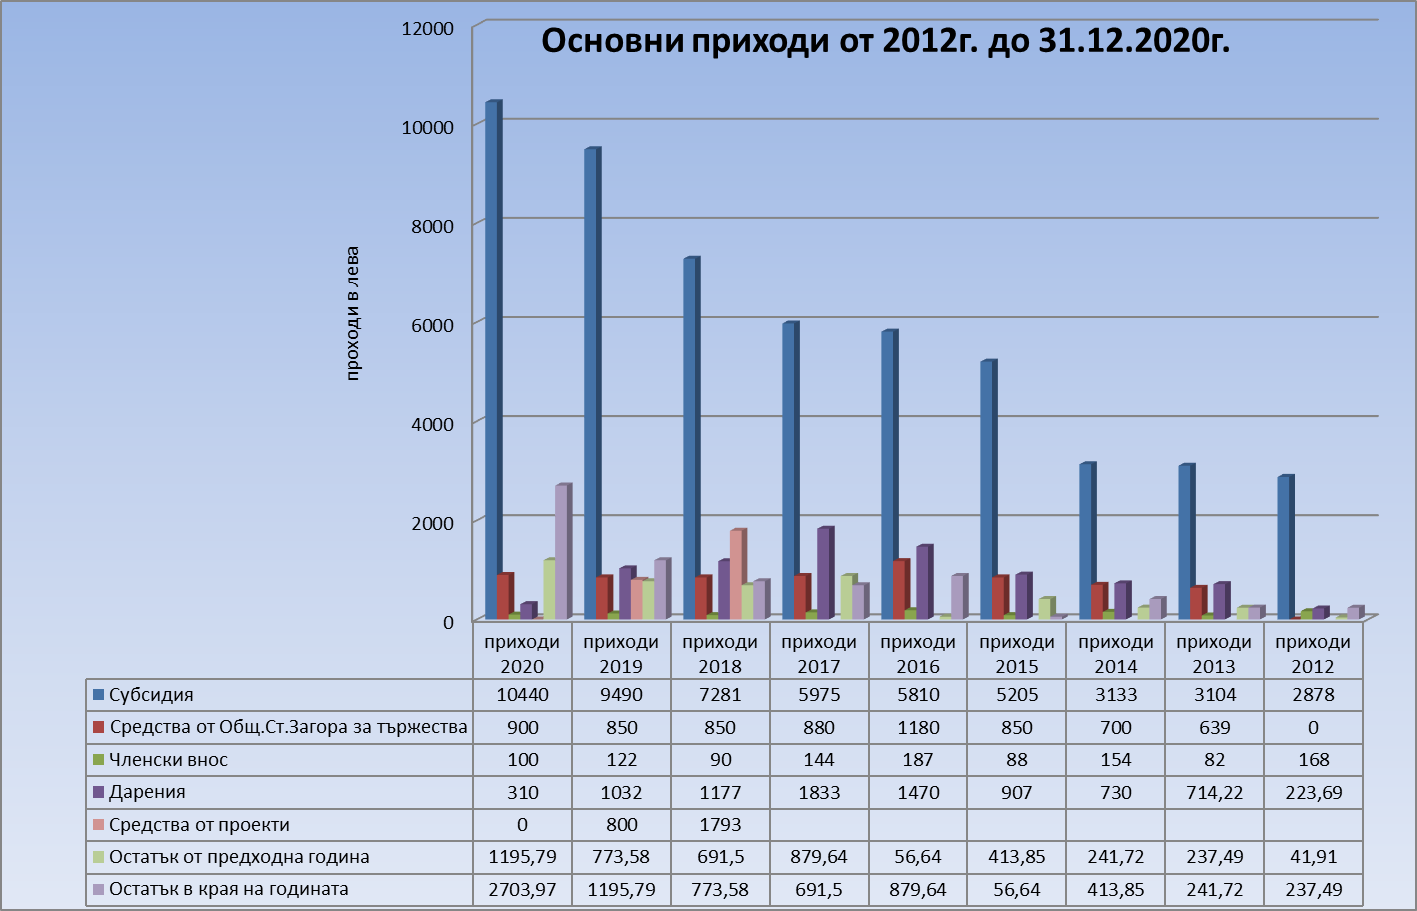 Основни приходи от 2012г. до 31.12.2020г.
12000
10000
8000
6000
4000
2000
0
проходи в лева
приходи 2020 приходи 2019 приходи 2018 приходи 2017 приходи 2016 приходи 2015 приходи 2014 приходи 2013 приходи 2012
Субсидия 10440 9490 7281 5975 5810 5205 3133 3104 2878
Средства от Общ.Ст.Загора за тържества 900 850 850 880 1180 850 700 639 0
Членски внос 100 122 90 144 187 88 154 82 168
Дарения 310 1032 1177 1833 1470 907 730 714,22 223,69
Средства от проекти 0 800 1793
Остатък от предходна година 1195,79 773,58 691,5 879,64 56,64 413,85 241,72 237,49 41,91
Остатък в края на годината 2703,97 1195,79 773,58 691,5 879,64 56,64 413,85 241,72 237,49